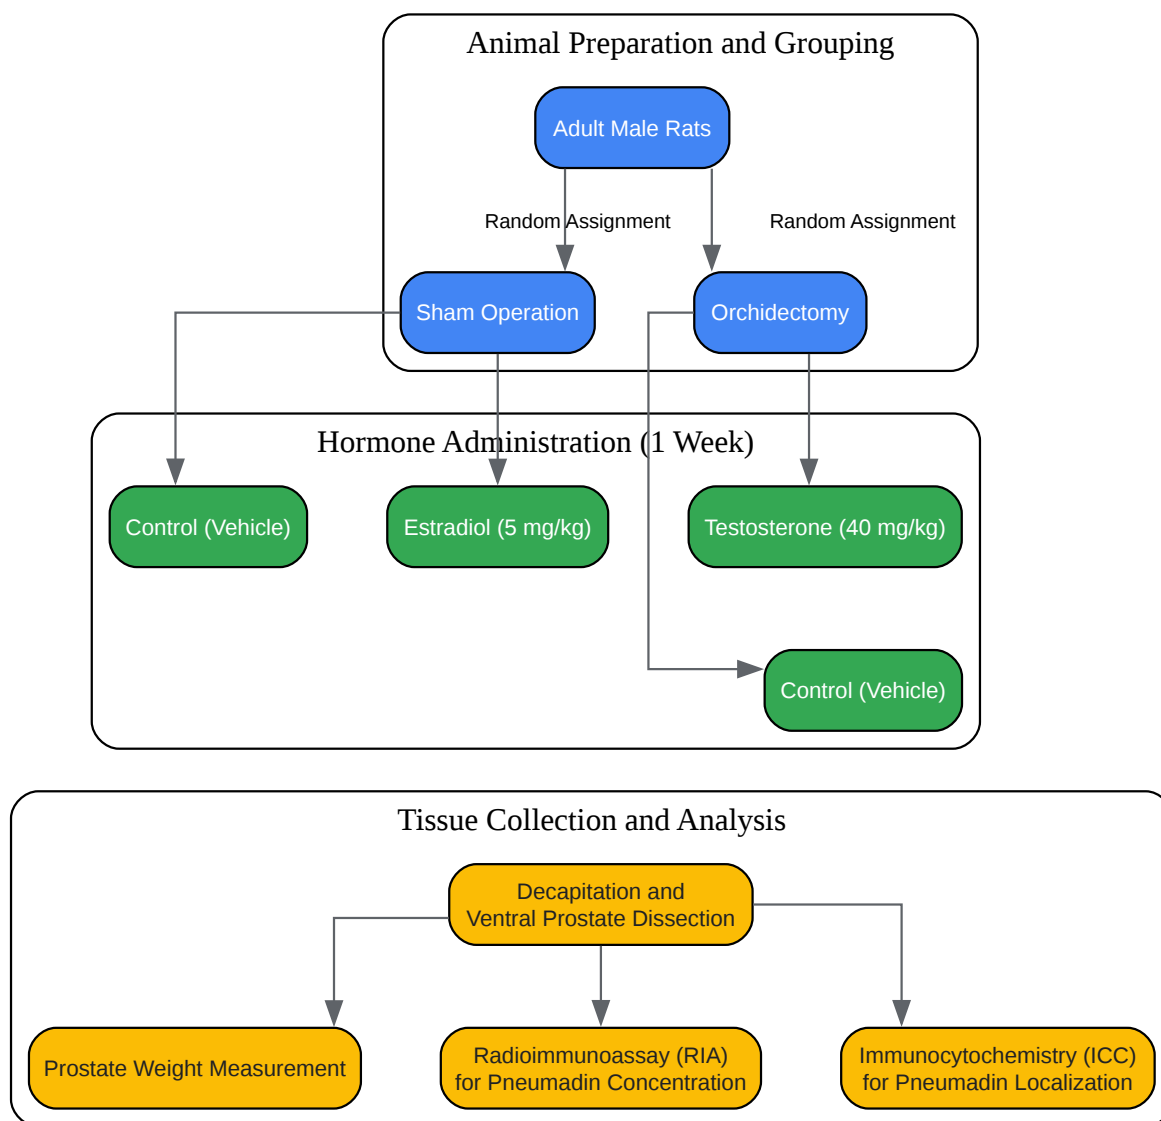 Animal Preparation and Grouping
Adult Male Rats
Random Assignment
Random Assignment
Sham Operation
Orchidectomy
Hormone Administration (1 Week)
Control (Vehicle)
Estradiol (5 mg/kg)
Testosterone (40 mg/kg)
Control (Vehicle)
Tissue Collection and Analysis
Decapitation and
Ventral Prostate Dissection
Prostate Weight Measurement
Radioimmunoassay (RIA)
for Pneumadin Concentration
Immunocytochemistry (ICC)
for Pneumadin Localization